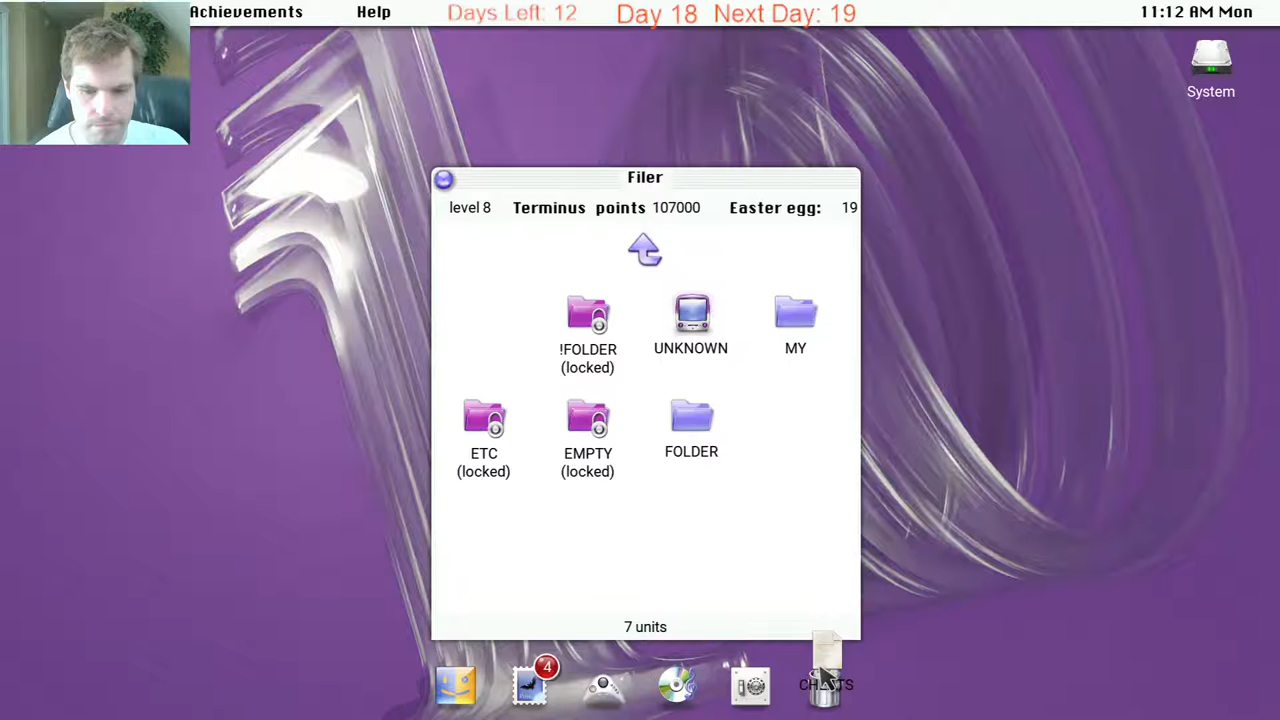 Achievements Help Days Left: 12 Day 18 Next Day: 19 11:12 AM Mon
System
Filer
level 8 Terminus points 107000 Easter egg: 19
!FOLDER
(locked)
UNKNOWN
MY
ETC
(locked)
EMPTY
(locked)
FOLDER
7 units
4